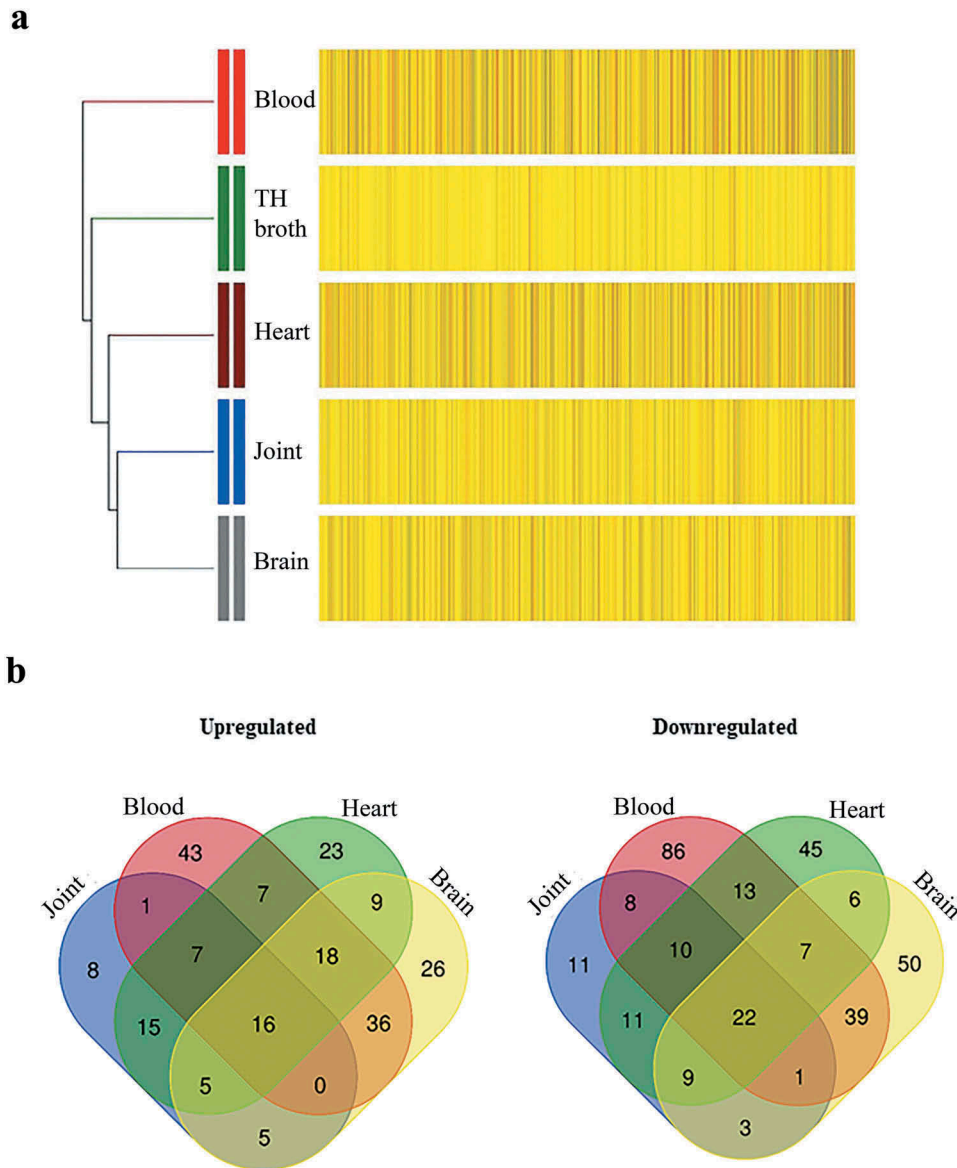 a
Blood
TH
broth
Heart
Joint
Brain
b
Upregulated
Downregulated
Blood
Heart
Joint
Brain
43
23
1
7
9
8
7
18
26
15
16
36
5
0
5
Blood
Heart
Joint
Brain
86
45
8
13
6
11
10
7
50
11
22
39
9
1
3